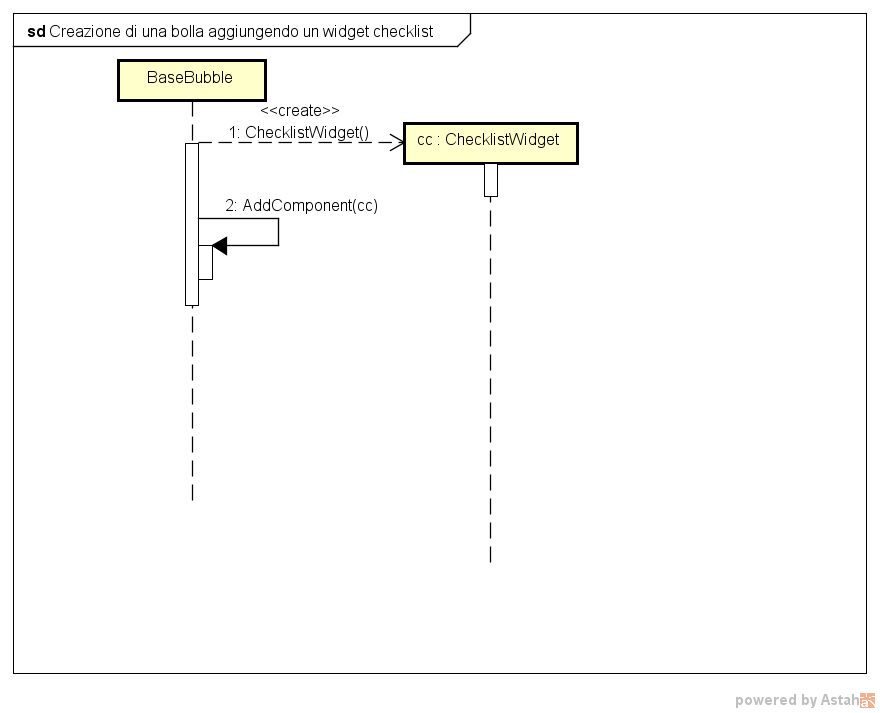 sd Creazione di una bolla aggiungendo un widget checklist
BaseBubble
<<create>>
1: ChecklistWidget()
cc : ChecklistWidget
2: AddComponent(cc)
powered by Astah